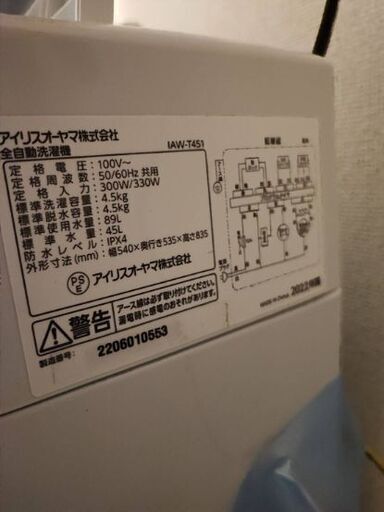 アイリスオーヤマ株式会社
全自動洗濯機 IAW-T451
定格電圧:100V～
定格周波数:50/60Hz 共用
定格入力:300W/330W
標準洗濯容量:4.5kg
標準脱水容量:4.5kg
標準使用水量:89L
標準水量:45L
防水レベル:IPX4
外形寸法(mm):幅540×奥行き535×高さ835
PS
E
アイリスオーヤマ株式会社
警告
アース線は必ず取り付けてください。
漏電時に感電のおそれがあります。
製造番号: 2206010553
MADE IN CHINA 2022年製